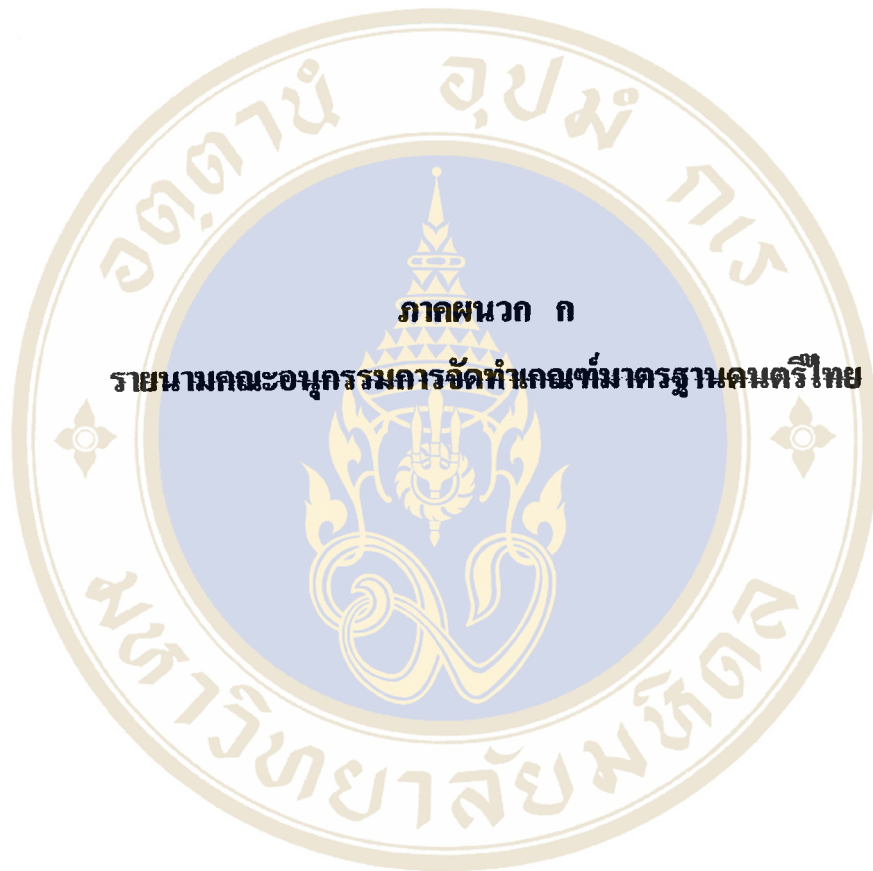 อตฺตานํ อุปมํ กเร
ภาคผนวก ก
รายนามคณะอนุกรรมการจัดทำเกณฑ์มาตรฐานดนตรีไทย
มหาวิทยาลัยมหิดล